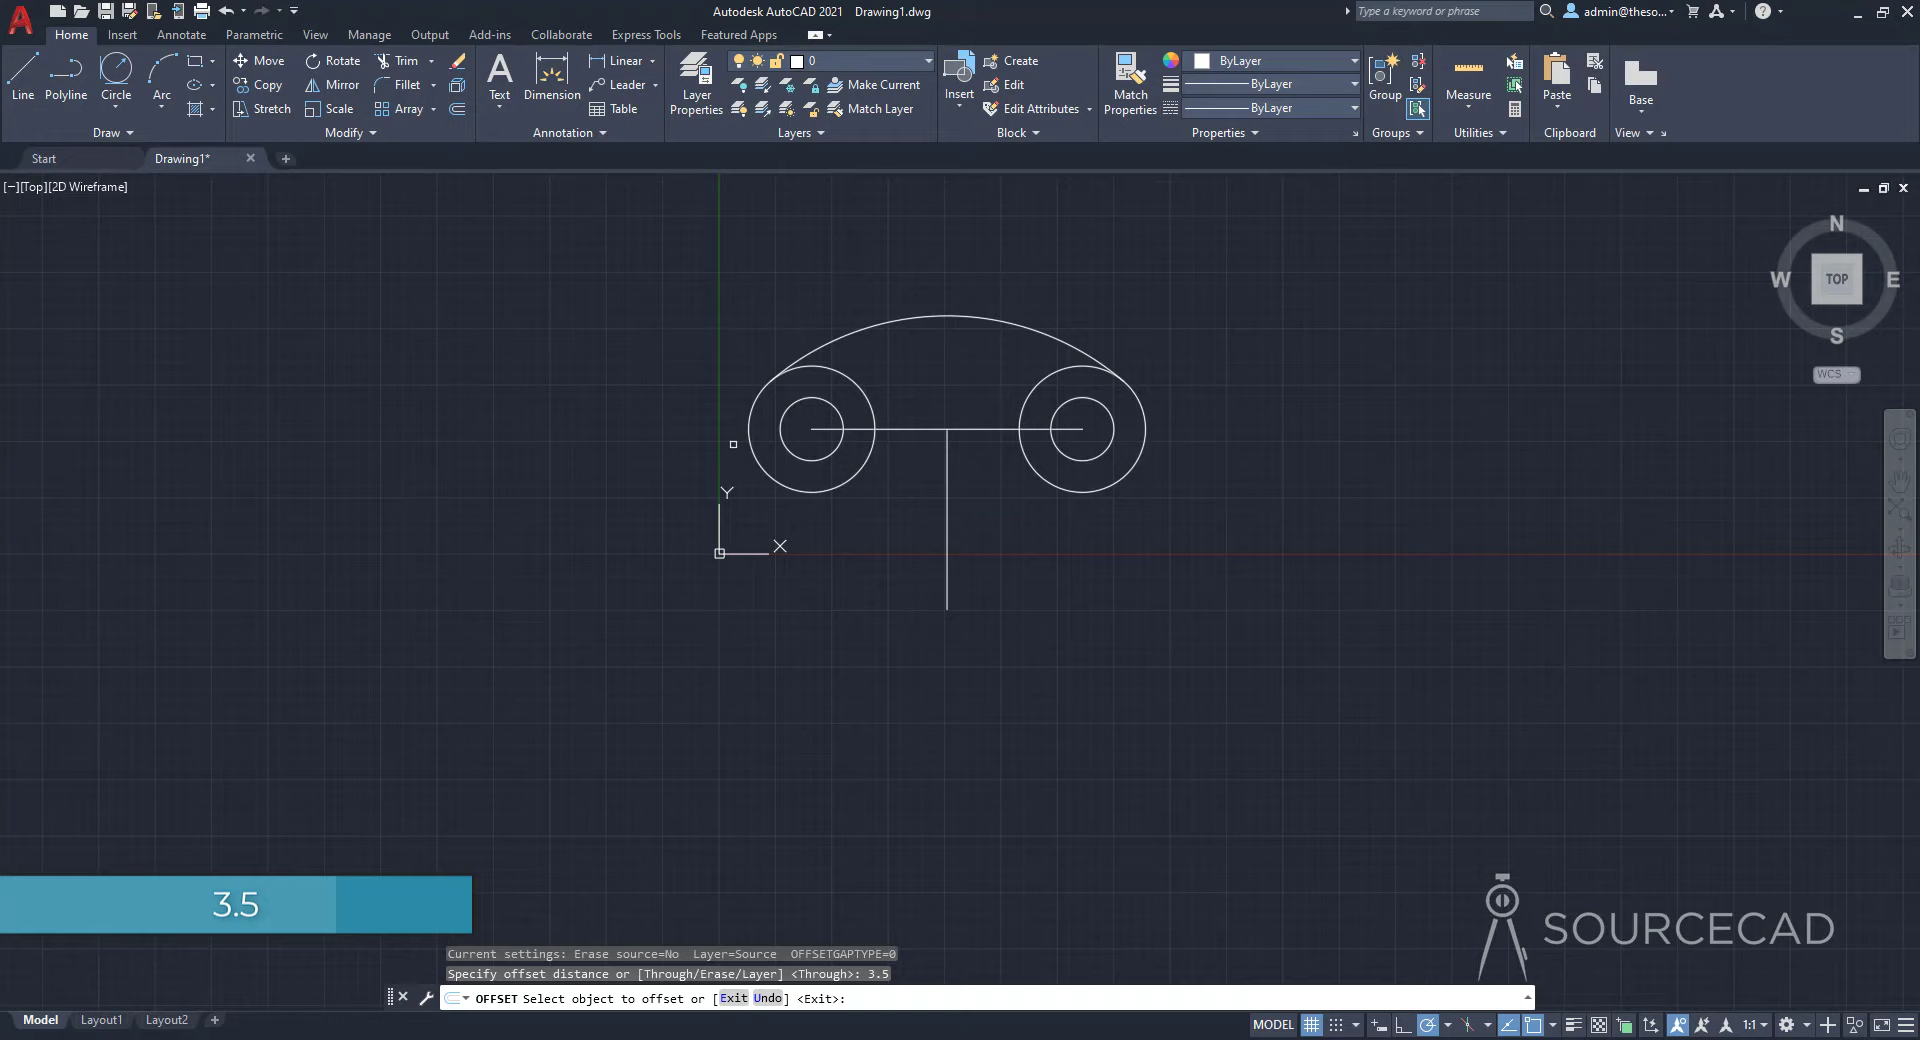 Autodesk AutoCAD 2021 Drawing1.dwg
Type a keyword or phrase
admin@theso...
Home Insert Annotate Parametric View Manage Output Add-ins Collaborate Express Tools Featured Apps
Line Polyline Circle Arc
Move Rotate Trim
Copy Mirror Fillet
Stretch Scale Array
Text Dimension
Linear
Leader
Table
Layer Properties
0
Make Current
Match Layer
Insert
Create
Edit
Edit Attributes
Match Properties
ByLayer
ByLayer
ByLayer
Group
Measure
Paste
Base
Draw Modify Annotation Layers Block Properties Groups Utilities Clipboard View
Start Drawing1*
[−][Top][2D Wireframe]
N
W TOP E
S
WCS
Y
X
3.5
SOURCECAD
Current settings: Erase source=No Layer=Source OFFSETGAPTYPE=0
Specify offset distance or [Through/Erase/Layer] <Through>: 3.5
OFFSET Select object to offset or [Exit Undo] <Exit>:
Model Layout1 Layout2
MODEL 1:1